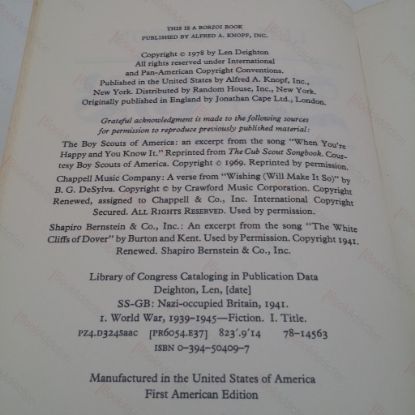 THIS IS A BORZOI BOOK
PUBLISHED BY ALFRED A. KNOPF, INC.
Copyright © 1978 by Len Deighton
All rights reserved under International
and Pan-American Copyright Conventions.
Published in the United States by Alfred A. Knopf, Inc.,
New York. Distributed by Random House, Inc., New York.
Originally published in England by Jonathan Cape Ltd., London.
Grateful acknowledgment is made to the following sources
for permission to reproduce previously published material:
The Boy Scouts of America: an excerpt from the song "When You're
Happy and You Know It." Reprinted from The Cub Scout Songbook. Cour-
tesy Boy Scouts of America. Copyright © 1969. Reprinted by permission.
Chappell Music Company: A verse from "Wishing (Will Make It So)" by
B. G. DeSylva. Copyright © by Crawford Music Corporation. Copyright
Renewed, assigned to Chappell & Co., Inc. International Copyright
Secured. ALL RIGHTS RESERVED. Used by permission.
Shapiro Bernstein & Co., Inc.: An excerpt from the song "The White
Cliffs of Dover" by Burton and Kent. Used by Permission. Copyright 1941.
Renewed. Shapiro Bernstein & Co., Inc.
Library of Congress Cataloging in Publication Data
Deighton, Len, [date]
SS-GB: Nazi-occupied Britain, 1941.
1. World War, 1939-1945—Fiction. I. Title.
PZ4.D324Saac [PR6054.E37] 823'.9'14 78-14563
ISBN 0-394-50409-7
Manufactured in the United States of America
First American Edition